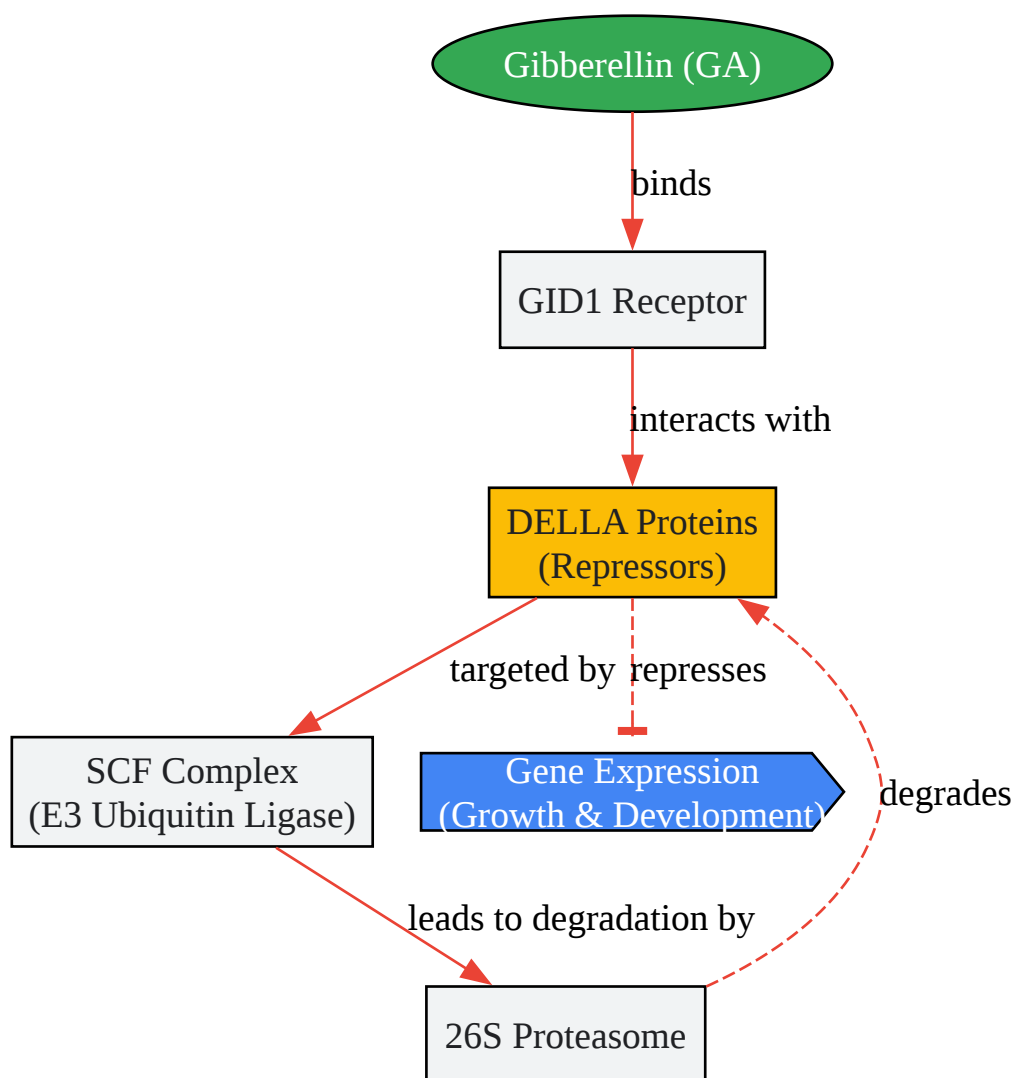 Gibberellin (GA)
binds
GID1 Receptor
interacts with
DELLA Proteins
(Repressors)
targeted by
represses
SCF Complex
(E3 Ubiquitin Ligase)
Gene Expression
(Growth & Development)
degrades
leads to degradation by
26S Proteasome